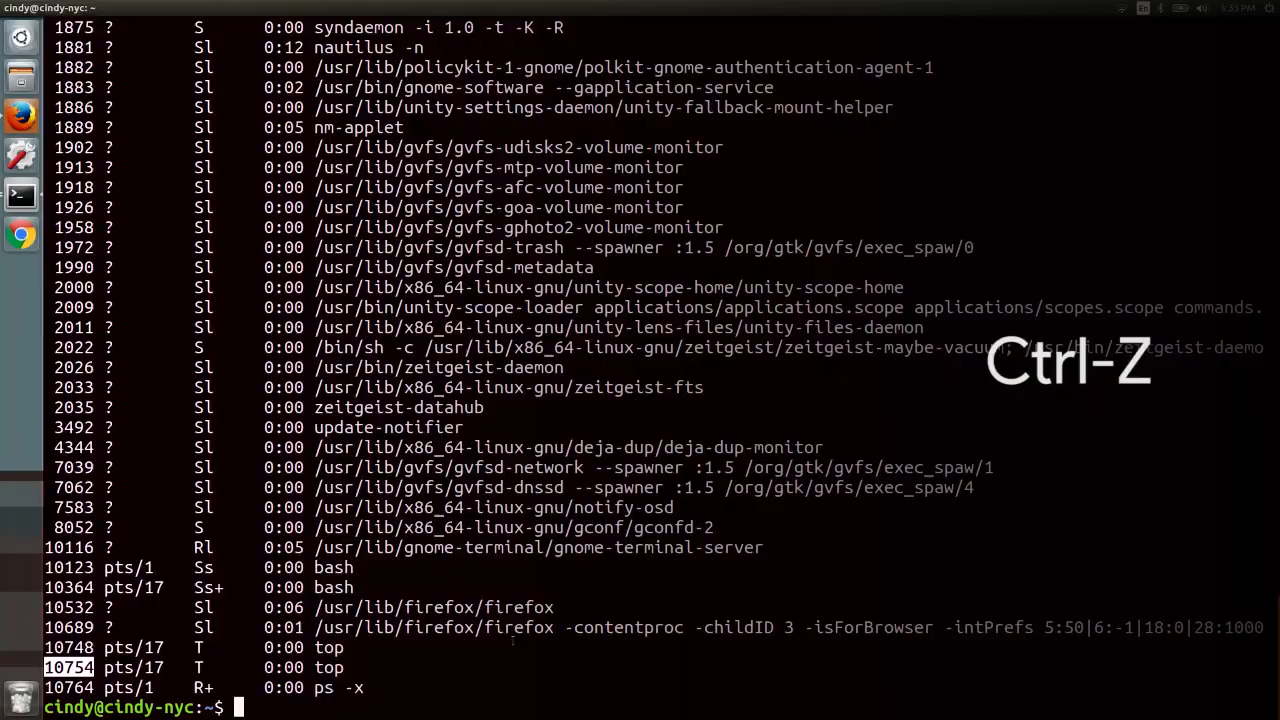 cindy@cindy-nyc: ~
En 5:33 PM
1875 ? S 0:00 syndaemon -i 1.0 -t -K -R
1881 ? Sl 0:12 nautilus -n
1882 ? Sl 0:00 /usr/lib/policykit-1-gnome/polkit-gnome-authentication-agent-1
1883 ? Sl 0:02 /usr/bin/gnome-software --gapplication-service
1886 ? Sl 0:00 /usr/lib/unity-settings-daemon/unity-fallback-mount-helper
1889 ? Sl 0:05 nm-applet
1902 ? Sl 0:00 /usr/lib/gvfs/gvfs-udisks2-volume-monitor
1913 ? Sl 0:00 /usr/lib/gvfs/gvfs-mtp-volume-monitor
1918 ? Sl 0:00 /usr/lib/gvfs/gvfs-afc-volume-monitor
1926 ? Sl 0:00 /usr/lib/gvfs/gvfs-goa-volume-monitor
1958 ? Sl 0:00 /usr/lib/gvfs/gvfs-gphoto2-volume-monitor
1972 ? Sl 0:00 /usr/lib/gvfs/gvfsd-trash --spawner :1.5 /org/gtk/gvfs/exec_spaw/0
1990 ? Sl 0:00 /usr/lib/gvfs/gvfsd-metadata
2000 ? Sl 0:00 /usr/lib/x86_64-linux-gnu/unity-scope-home/unity-scope-home
2009 ? Sl 0:00 /usr/bin/unity-scope-loader applications/applications.scope applications/scopes.scope commands.
2011 ? Sl 0:00 /usr/lib/x86_64-linux-gnu/unity-lens-files/unity-files-daemon
2022 ? S 0:00 /bin/sh -c /usr/lib/x86_64-linux-gnu/zeitgeist/zeitgeist-maybe-vacuum; /usr/bin/zeitgeist-daemo
Ctrl-Z
2026 ? Sl 0:00 /usr/bin/zeitgeist-daemon
2033 ? Sl 0:00 /usr/lib/x86_64-linux-gnu/zeitgeist-fts
2035 ? Sl 0:00 zeitgeist-datahub
3492 ? Sl 0:00 update-notifier
4344 ? Sl 0:00 /usr/lib/x86_64-linux-gnu/deja-dup/deja-dup-monitor
7039 ? Sl 0:00 /usr/lib/gvfs/gvfsd-network --spawner :1.5 /org/gtk/gvfs/exec_spaw/1
7062 ? Sl 0:00 /usr/lib/gvfs/gvfsd-dnssd --spawner :1.5 /org/gtk/gvfs/exec_spaw/4
7583 ? Sl 0:00 /usr/lib/x86_64-linux-gnu/notify-osd
8052 ? S 0:00 /usr/lib/x86_64-linux-gnu/gconf/gconfd-2
10116 ? Rl 0:05 /usr/lib/gnome-terminal/gnome-terminal-server
10123 pts/1 Ss 0:00 bash
10364 pts/17 Ss+ 0:00 bash
10532 ? Sl 0:06 /usr/lib/firefox/firefox
10689 ? Sl 0:01 /usr/lib/firefox/firefox -contentproc -childID 3 -isForBrowser -intPrefs 5:50|6:-1|18:0|28:1000
10748 pts/17 T 0:00 top
10754 pts/17 T 0:00 top
10764 pts/1 R+ 0:00 ps -x
cindy@cindy-nyc:~$